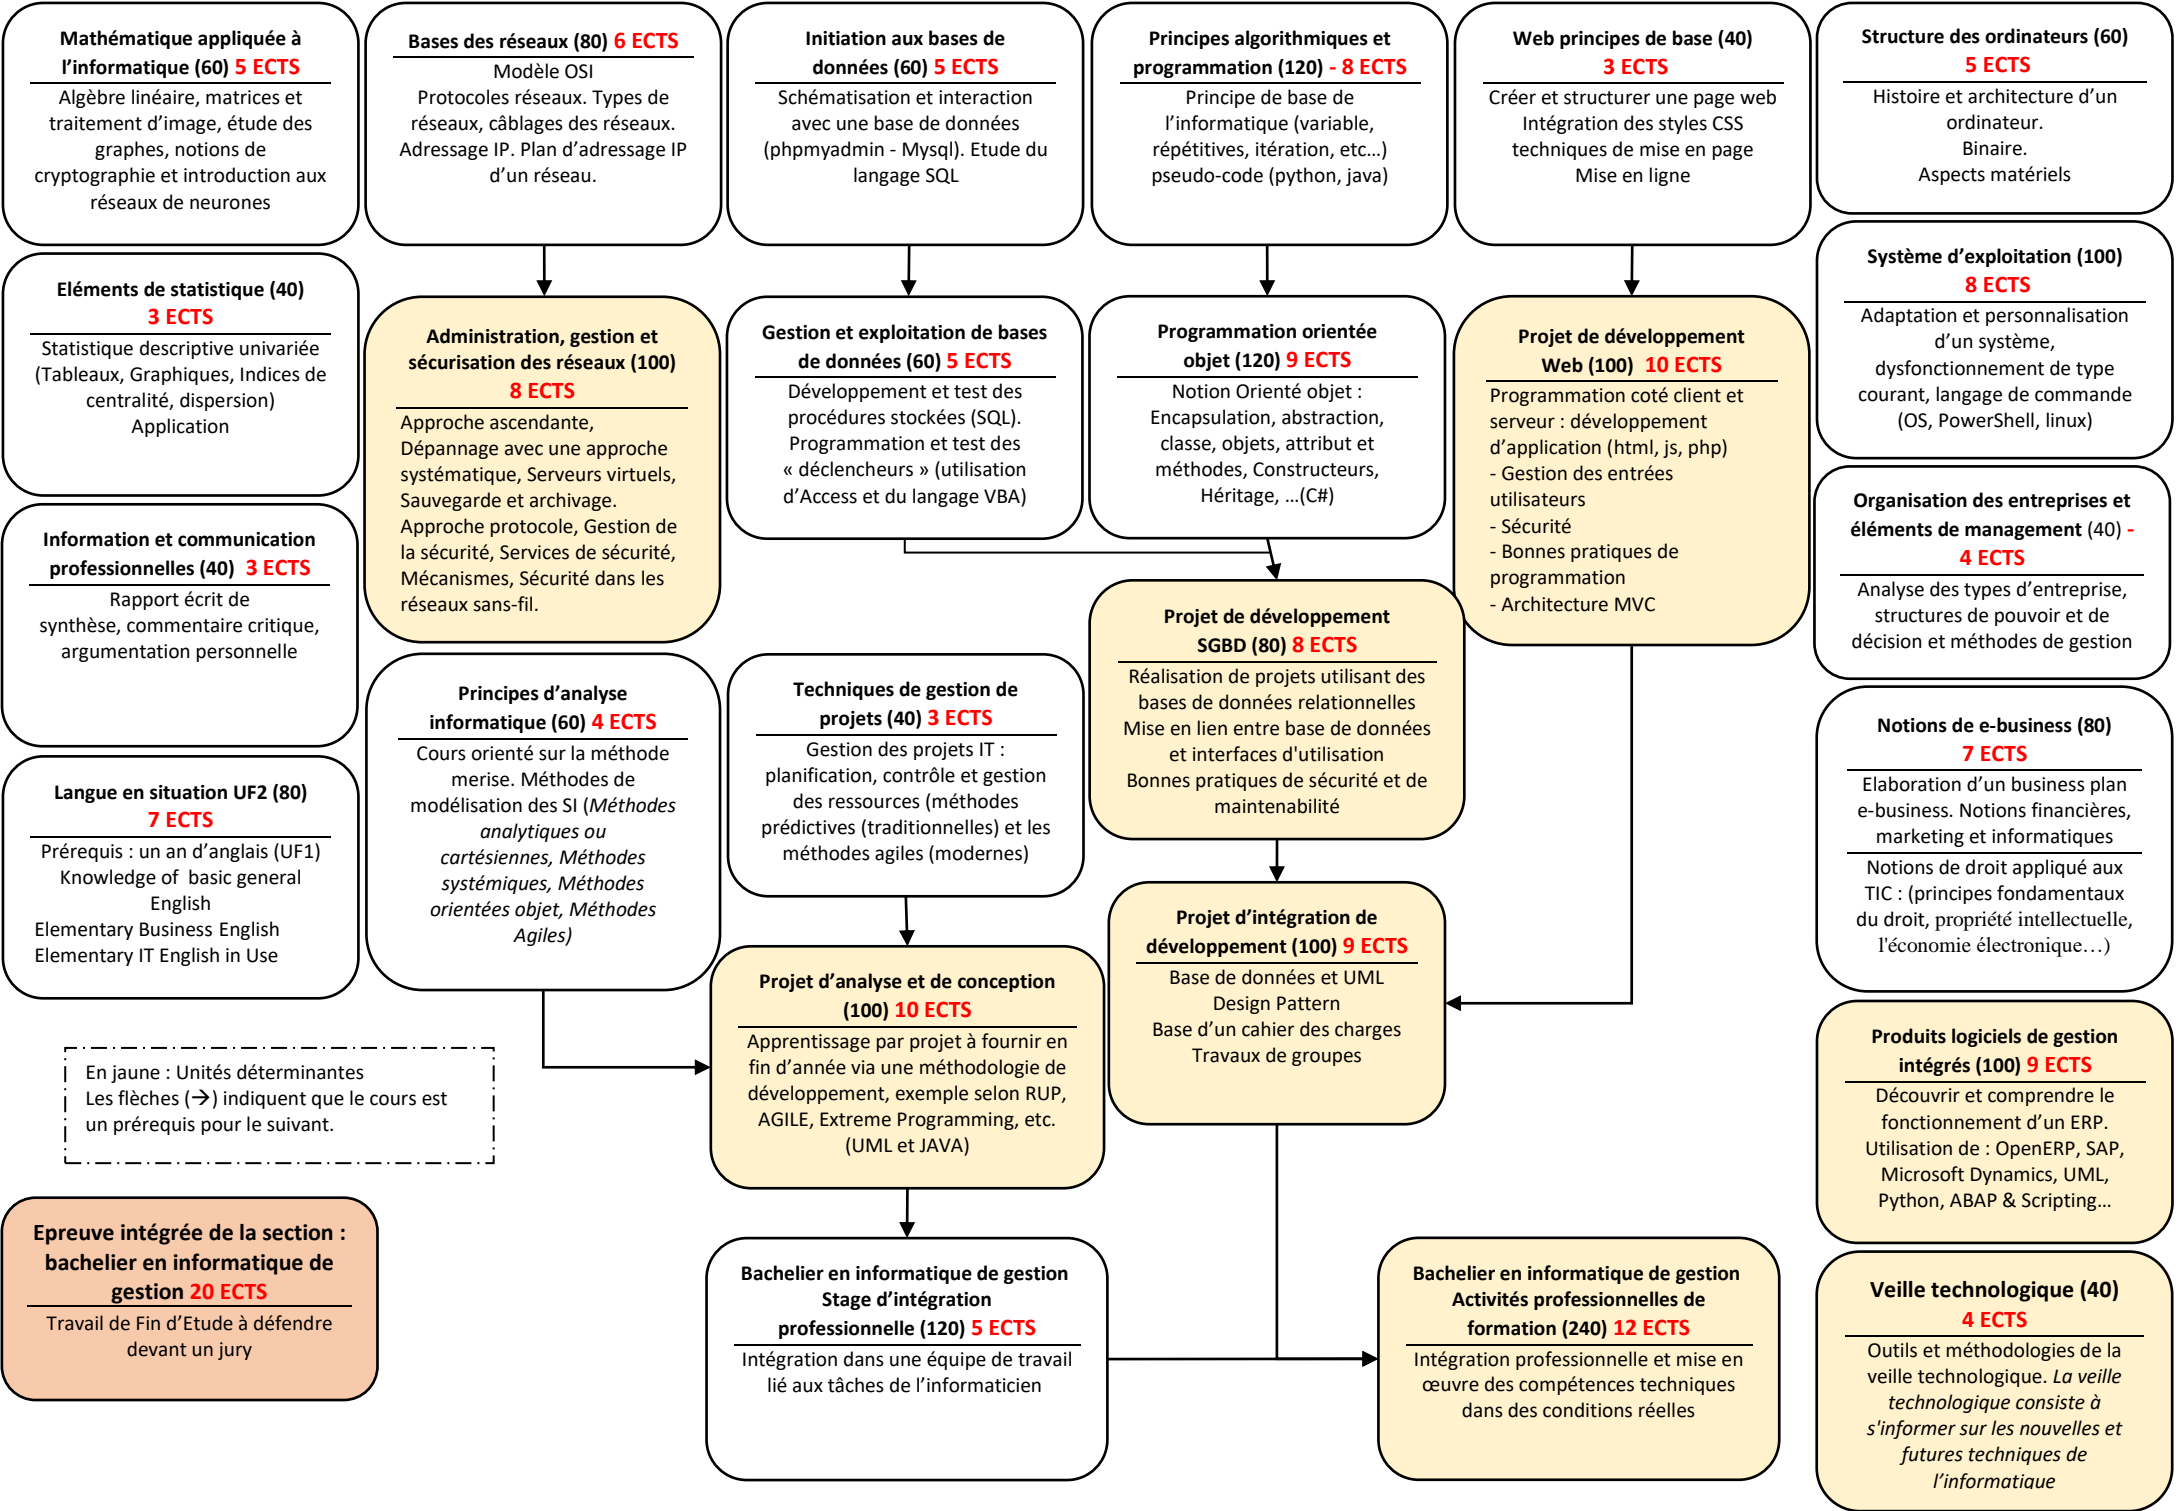 Mathématique appliquée à
l’informatique (60) 5 ECTS
Algèbre linéaire, matrices et
traitement d’image, étude des
graphes, notions de
cryptographie et introduction aux
réseaux de neurones
Bases des réseaux (80) 6 ECTS
Modèle OSI
Protocoles réseaux. Types de
réseaux, câblages des réseaux.
Adressage IP. Plan d’adressage IP
d’un réseau.
Initiation aux bases de
données (60) 5 ECTS
Schématisation et interaction
avec une base de données
(phpmyadmin - Mysql). Etude du
langage SQL
Principes algorithmiques et
programmation (120) - 8 ECTS
Principe de base de
l’informatique (variable,
répétitives, itération, etc…)
pseudo-code (python, java)
Web principes de base (40)
3 ECTS
Créer et structurer une page web
Intégration des styles CSS
techniques de mise en page
Mise en ligne
Structure des ordinateurs (60)
5 ECTS
Histoire et architecture d’un
ordinateur.
Binaire.
Aspects matériels
Eléments de statistique (40)
3 ECTS
Statistique descriptive univariée
(Tableaux, Graphiques, Indices de
centralité, dispersion)
Application
Administration, gestion et
sécurisation des réseaux (100)
8 ECTS
Approche ascendante,
Dépannage avec une approche
systématique, Serveurs virtuels,
Sauvegarde et archivage.
Approche protocole, Gestion de
la sécurité, Services de sécurité,
Mécanismes, Sécurité dans les
réseaux sans-fil.
Gestion et exploitation de bases
de données (60) 5 ECTS
Développement et test des
procédures stockées (SQL).
Programmation et test des
« déclencheurs » (utilisation
d’Access et du langage VBA)
Programmation orientée
objet (120) 9 ECTS
Notion Orienté objet :
Encapsulation, abstraction,
classe, objets, attribut et
méthodes, Constructeurs,
Héritage, …(C#)
Projet de développement
Web (100) 10 ECTS
Programmation coté client et
serveur : développement
d’application (html, js, php)
- Gestion des entrées
utilisateurs
- Sécurité
- Bonnes pratiques de
programmation
- Architecture MVC
Système d’exploitation (100)
8 ECTS
Adaptation et personnalisation
d’un système,
dysfonctionnement de type
courant, langage de commande
(OS, PowerShell, linux)
Information et communication
professionnelles (40) 3 ECTS
Rapport écrit de
synthèse, commentaire critique,
argumentation personnelle
Organisation des entreprises et
éléments de management (40) -
4 ECTS
Analyse des types d’entreprise,
structures de pouvoir et de
décision et méthodes de gestion
Principes d’analyse
informatique (60) 4 ECTS
Cours orienté sur la méthode
merise. Méthodes de
modélisation des SI (Méthodes
analytiques ou
cartésiennes, Méthodes
systémiques, Méthodes
orientées objet, Méthodes
Agiles)
Techniques de gestion de
projets (40) 3 ECTS
Gestion des projets IT :
planification, contrôle et gestion
des ressources (méthodes
prédictives (traditionnelles) et les
méthodes agiles (modernes)
Projet de développement
SGBD (80) 8 ECTS
Réalisation de projets utilisant des
bases de données relationnelles
Mise en lien entre base de données
et interfaces d'utilisation
Bonnes pratiques de sécurité et de
maintenabilité
Notions de e-business (80)
7 ECTS
Elaboration d’un business plan
e-business. Notions financières,
marketing et informatiques
Notions de droit appliqué aux
TIC : (principes fondamentaux
du droit, propriété intellectuelle,
l'économie électronique…)
Langue en situation UF2 (80)
7 ECTS
Prérequis : un an d’anglais (UF1)
Knowledge of basic general
English
Elementary Business English
Elementary IT English in Use
Projet d’analyse et de conception
(100) 10 ECTS
Apprentissage par projet à fournir en
fin d’année via une méthodologie de
développement, exemple selon RUP,
AGILE, Extreme Programming, etc.
(UML et JAVA)
Projet d’intégration de
développement (100) 9 ECTS
Base de données et UML
Design Pattern
Base d’un cahier des charges
Travaux de groupes
Produits logiciels de gestion
intégrés (100) 9 ECTS
Découvrir et comprendre le
fonctionnement d’un ERP.
Utilisation de : OpenERP, SAP,
Microsoft Dynamics, UML,
Python, ABAP & Scripting…
En jaune : Unités déterminantes
Les flèches (→) indiquent que le cours est
un prérequis pour le suivant.
Epreuve intégrée de la section :
bachelier en informatique de
gestion 20 ECTS
Travail de Fin d’Etude à défendre
devant un jury
Bachelier en informatique de gestion
Stage d’intégration
professionnelle (120) 5 ECTS
Intégration dans une équipe de travail
lié aux tâches de l’informaticien
Bachelier en informatique de gestion
Activités professionnelles de
formation (240) 12 ECTS
Intégration professionnelle et mise en
œuvre des compétences techniques
dans des conditions réelles
Veille technologique (40)
4 ECTS
Outils et méthodologies de la
veille technologique. La veille
technologique consiste à
s'informer sur les nouvelles et
futures techniques de
l’informatique